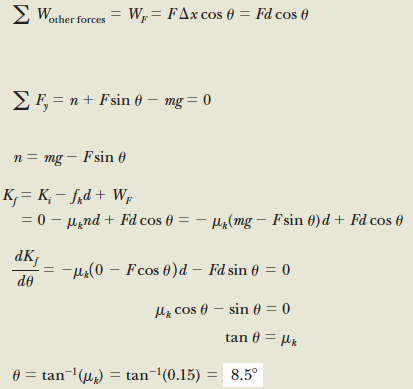 ∑ W_other forces = W_F = FΔx cos θ = Fd cos θ
∑ F_y = n + F sin θ − mg = 0
n = mg − F sin θ
K_f = K_i − f_k d + W_F
= 0 − μ_k nd + Fd cos θ = − μ_k(mg − F sin θ)d + Fd cos θ
dK_f/dθ = −μ_k(0 − F cos θ)d − Fd sin θ = 0
μ_k cos θ − sin θ = 0
tan θ = μ_k
θ = tan⁻¹(μ_k) = tan⁻¹(0.15) = 8.5°